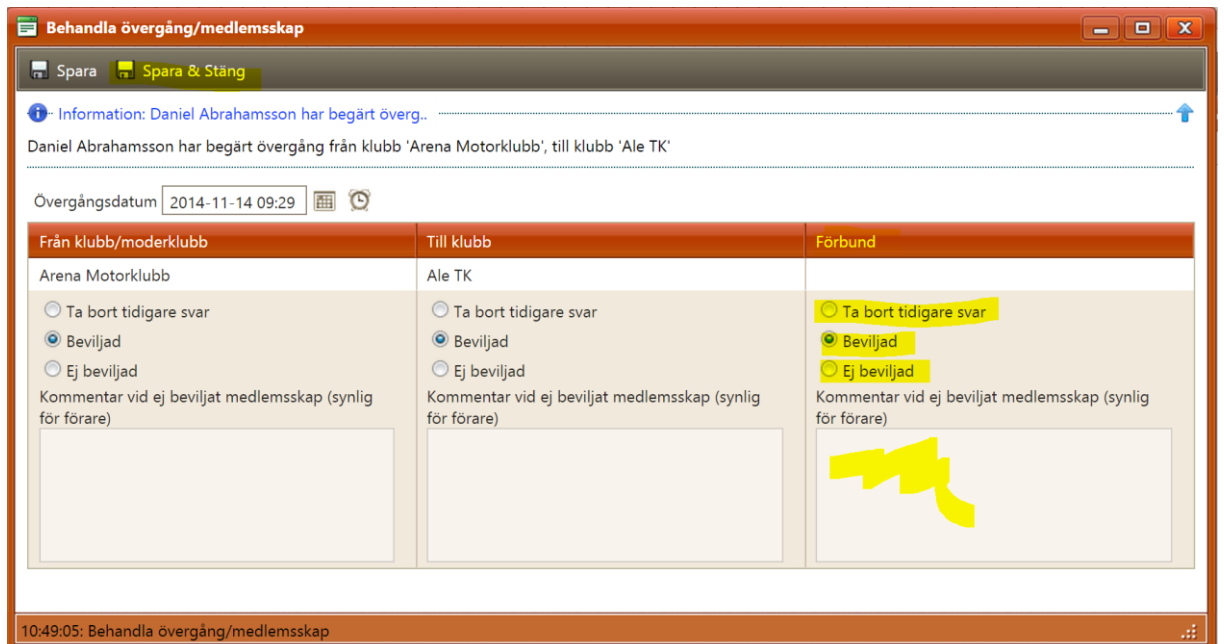 Behandla övergång/medlemsskap
Spara Spara & Stäng
Information: Daniel Abrahamsson har begärt överg..
Daniel Abrahamsson har begärt övergång från klubb 'Arena Motorklubb', till klubb 'Ale TK'
Övergångsdatum 2014-11-14 09:29
Från klubb/moderklubb Till klubb Förbund
Arena Motorklubb Ale TK
Ta bort tidigare svar Ta bort tidigare svar Ta bort tidigare svar
Beviljad Beviljad Beviljad
Ej beviljad Ej beviljad Ej beviljad
Kommentar vid ej beviljat medlemsskap (synlig Kommentar vid ej beviljat medlemsskap (synlig Kommentar vid ej beviljat medlemsskap (synlig
för förare) för förare) för förare)
10:49:05: Behandla övergång/medlemsskap